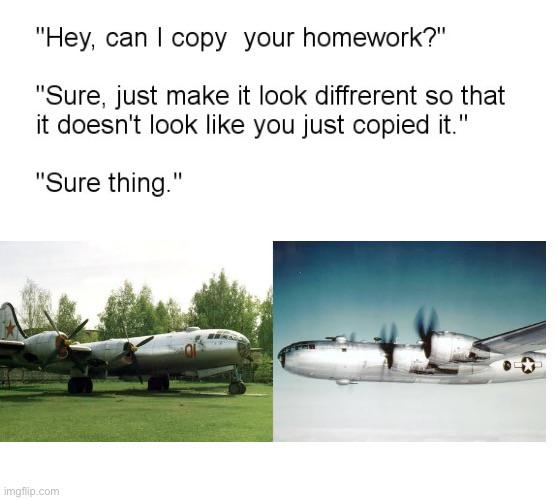 "Hey, can I copy  your homework?"
"Sure, just make it look diffrerent so that
it doesn't look like you just copied it."
"Sure thing."
01
imgflip.com